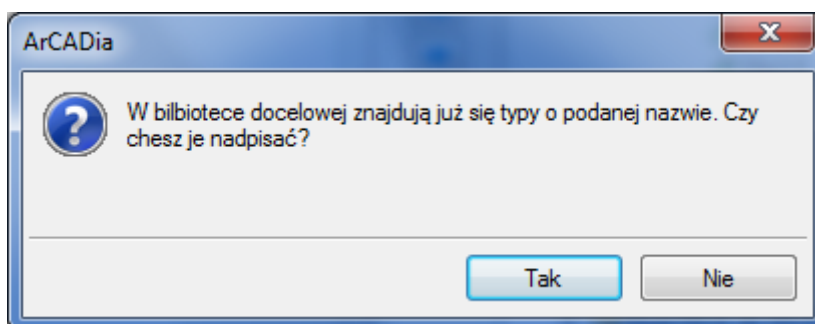 ArCADia
W bilbiotece docelowej znajdują już się typy o podanej nazwie. Czy
chesz je nadpisać?
Tak
Nie